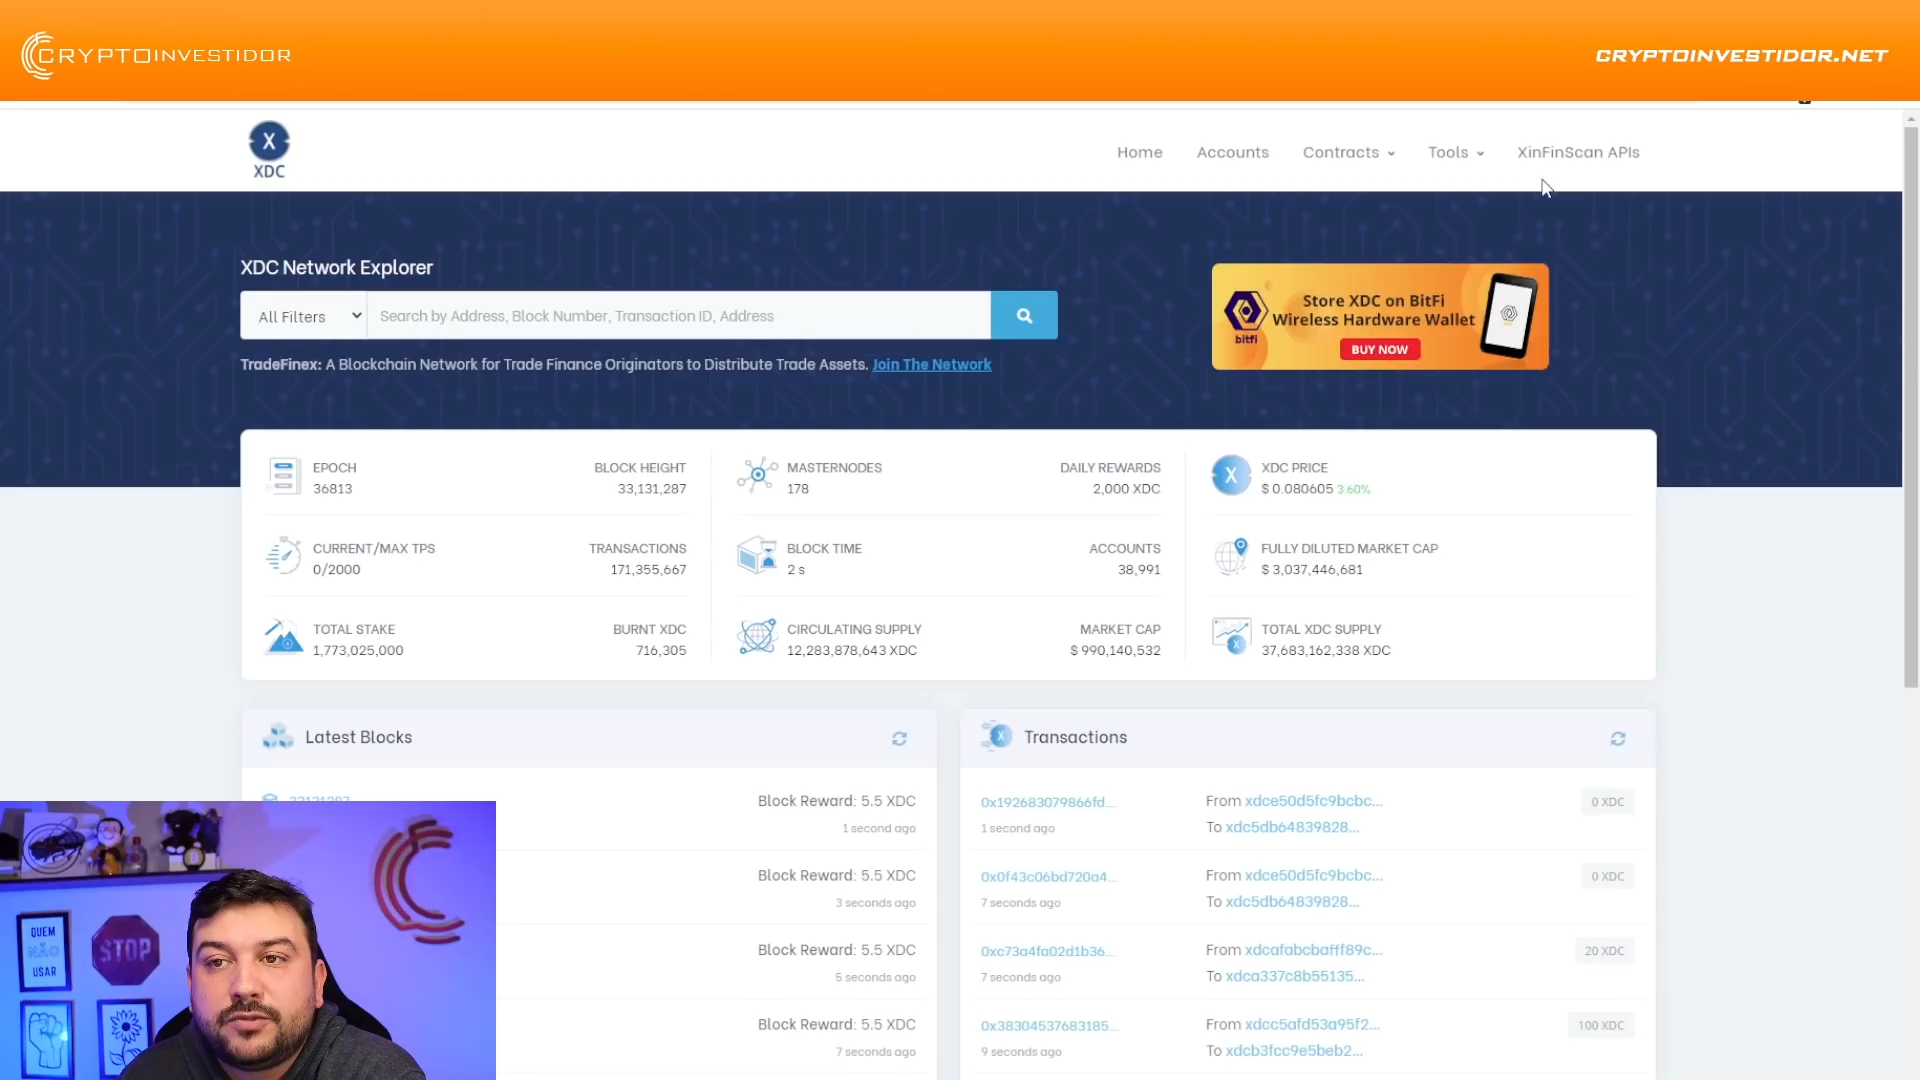 CRYPTOINVESTIDOR
CRYPTOINVESTIDOR.NET
X
XDC
Home
Accounts
Contracts
Tools
XinFinScan APIs
XDC Network Explorer
All Filters
Search by Address, Block Number, Transaction ID, Address
TradeFinex: A Blockchain Network for Trade Finance Originators to Distribute Trade Assets. Join The Network
bitfi
Store XDC on BitFi
Wireless Hardware Wallet
BUY NOW
EPOCH
36813
BLOCK HEIGHT
33,131,287
MASTERNODES
178
DAILY REWARDS
2,000 XDC
XDC PRICE
$ 0.080605 3.60%
CURRENT/MAX TPS
0/2000
TRANSACTIONS
171,355,667
BLOCK TIME
2 s
ACCOUNTS
38,991
FULLY DILUTED MARKET CAP
$ 3,037,446,681
TOTAL STAKE
1,773,025,000
BURNT XDC
716,305
CIRCULATING SUPPLY
12,283,878,643 XDC
MARKET CAP
$ 990,140,532
TOTAL XDC SUPPLY
37,683,162,338 XDC
Latest Blocks
Block Reward: 5.5 XDC
1 second ago
Block Reward: 5.5 XDC
3 seconds ago
Block Reward: 5.5 XDC
5 seconds ago
Block Reward: 5.5 XDC
7 seconds ago
Transactions
0x192683079866fd...
1 second ago
From xdce50d5fc9bcbc...
To xdc5db64839828...
0 XDC
0x0f43c06bd720a4...
7 seconds ago
From xdce50d5fc9bcbc...
To xdc5db64839828...
0 XDC
0xc73a4fa02d1b36...
7 seconds ago
From xdcafabcbafff89c...
To xdca337c8b55135...
20 XDC
0x38304537683185...
9 seconds ago
From xdcc5afd53a95f2...
To xdcb3fcc9e5beb2...
100 XDC
QUEM
NÃO
USAR
STOP